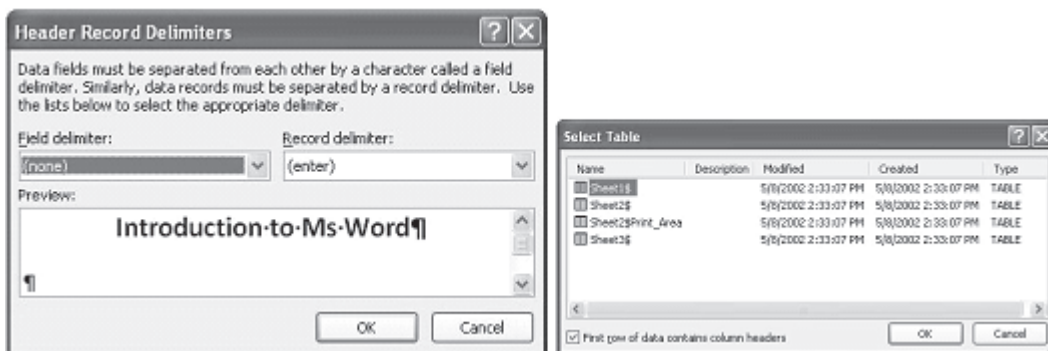 Header Record Delimiters
Data fields must be separated from each other by a character called a field
delimiter. Similarly, data records must be separated by a record delimiter. Use
the lists below to select the appropriate delimiter.
Field delimiter:
Record delimiter:
(none)
(enter)
Preview:
Introduction·to·Ms·Word¶
¶
OK
Cancel
Select Table
Name Description Modified Created Type
Sheet1$ 5/8/2002 2:33:07 PM 5/8/2002 2:33:07 PM TABLE
Sheet2$ 5/8/2002 2:33:07 PM 5/8/2002 2:33:07 PM TABLE
Sheet2$Print_Area 5/8/2002 2:33:07 PM 5/8/2002 2:33:07 PM TABLE
Sheet3$ 5/8/2002 2:33:07 PM 5/8/2002 2:33:07 PM TABLE
First row of data contains column headers
OK
Cancel